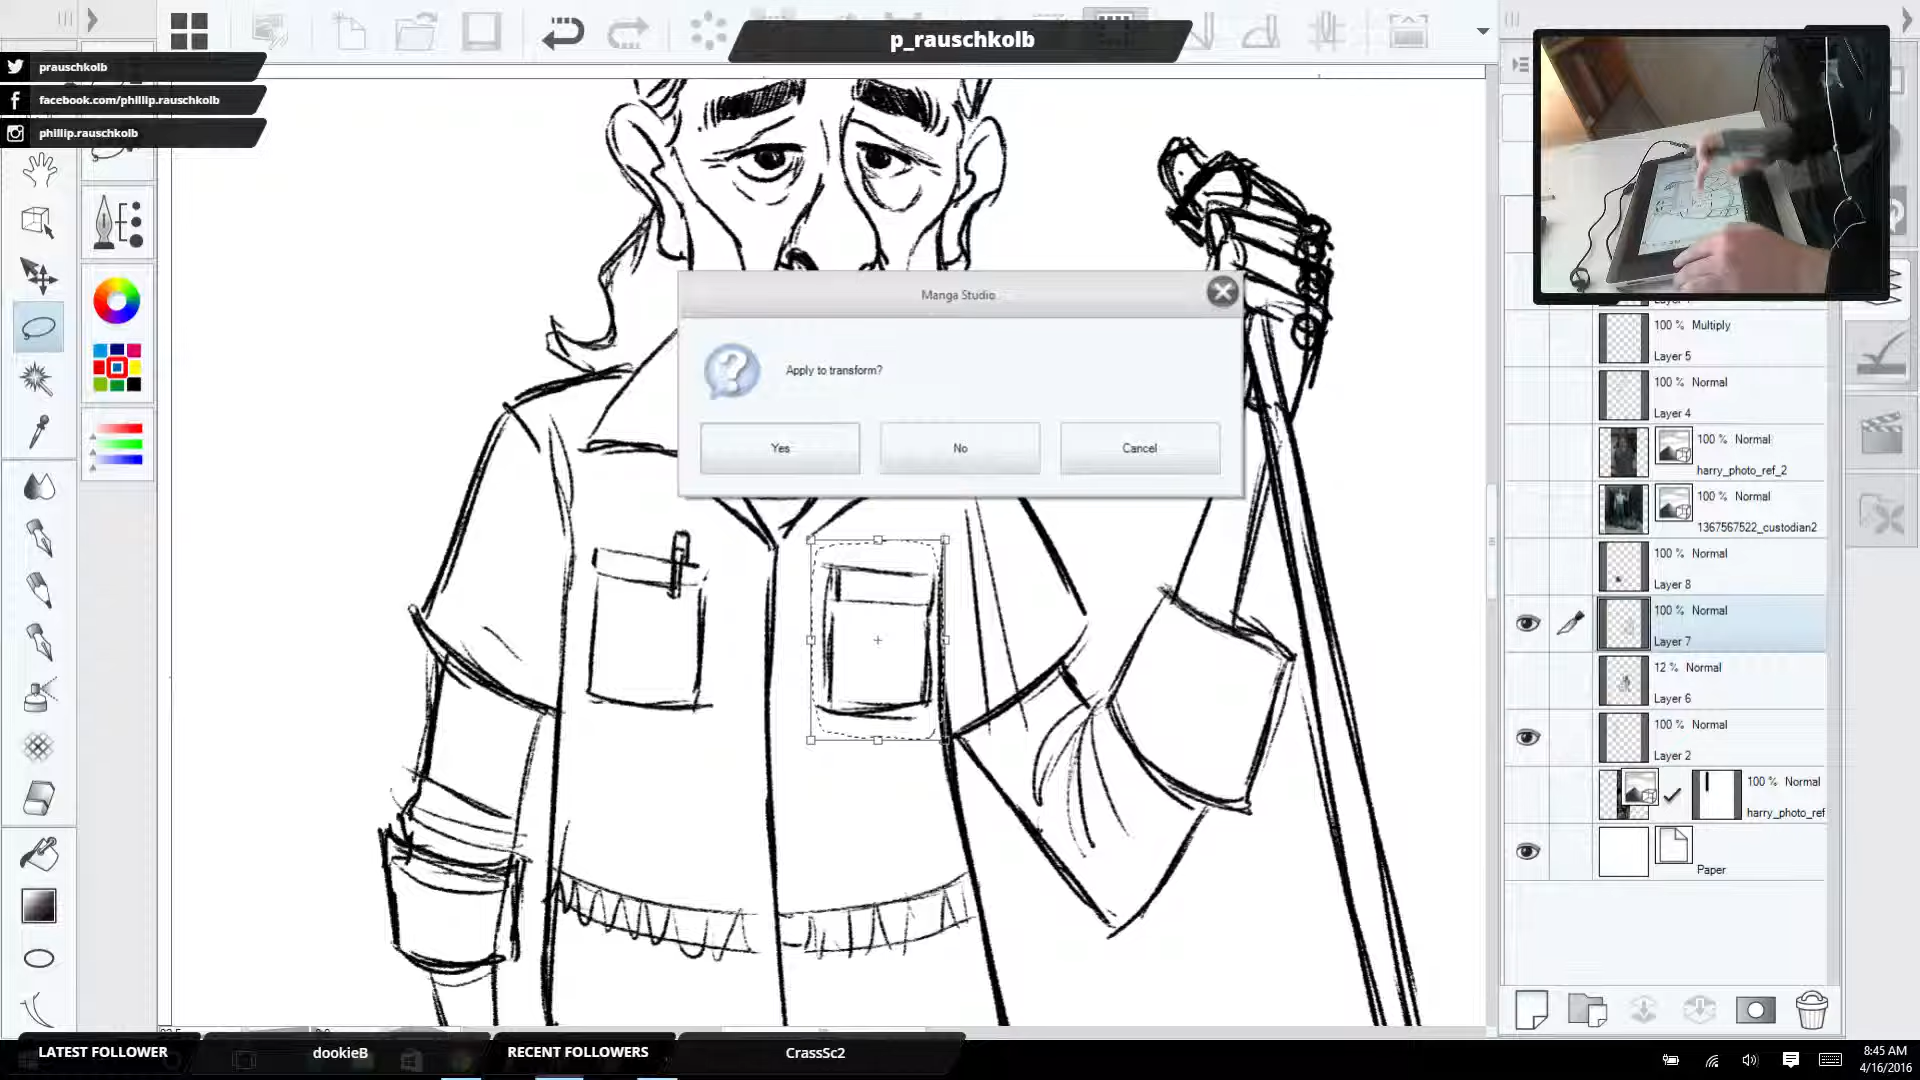 p_rauschkolb
prauschkolb
facebook.com/phillip.rauschkolb
phillip.rauschkolb
Manga Studio
Apply to transform?
Yes
No
Cancel
100 % Multiply
Layer 5
100 % Normal
Layer 4
100 % Normal
harry_photo_ref_2
100 % Normal
1367567522_custodian2
100 % Normal
Layer 8
100 % Normal
Layer 7
12 % Normal
Layer 6
100 % Normal
Layer 2
100 % Normal
harry_photo_ref
Paper
LATEST FOLLOWER
dookieB
RECENT FOLLOWERS
CrassSc2
8:45 AM
4/16/2016